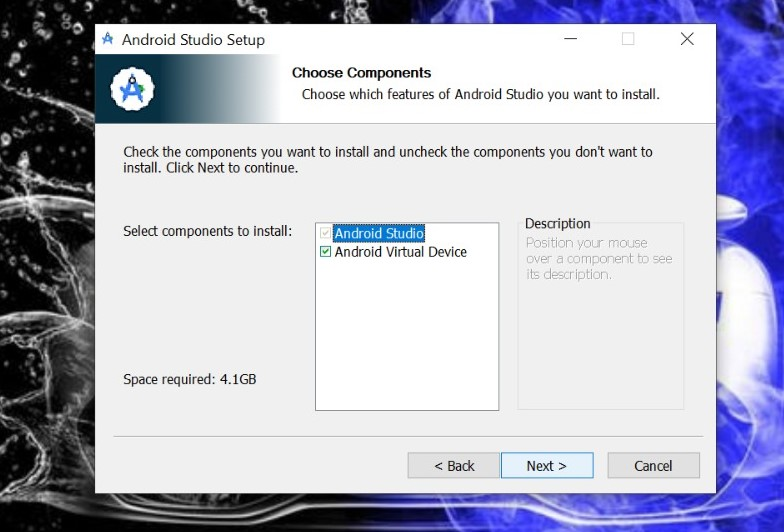 Android Studio Setup
Choose Components
Choose which features of Android Studio you want to install.
Check the components you want to install and uncheck the components you don't want to
install. Click Next to continue.
Select components to install:
Android Studio
Android Virtual Device
Description
Position your mouse
over a component to see
its description.
Space required: 4.1GB
< Back
Next >
Cancel